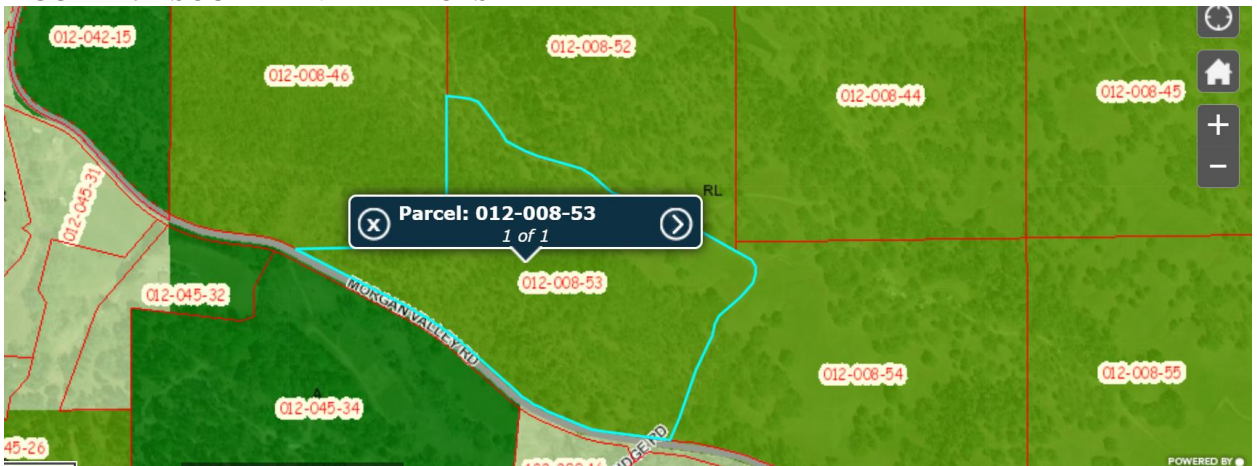 012-042-15
012-008-46
012-008-52
012-008-44
012-008-45
012-045-31
RL
Parcel: 012-008-53
1 of 1
012-008-53
012-045-32
MORGAN VALLEY RD
012-045-34
A
012-008-54
012-008-55
45-26
POWERED BY